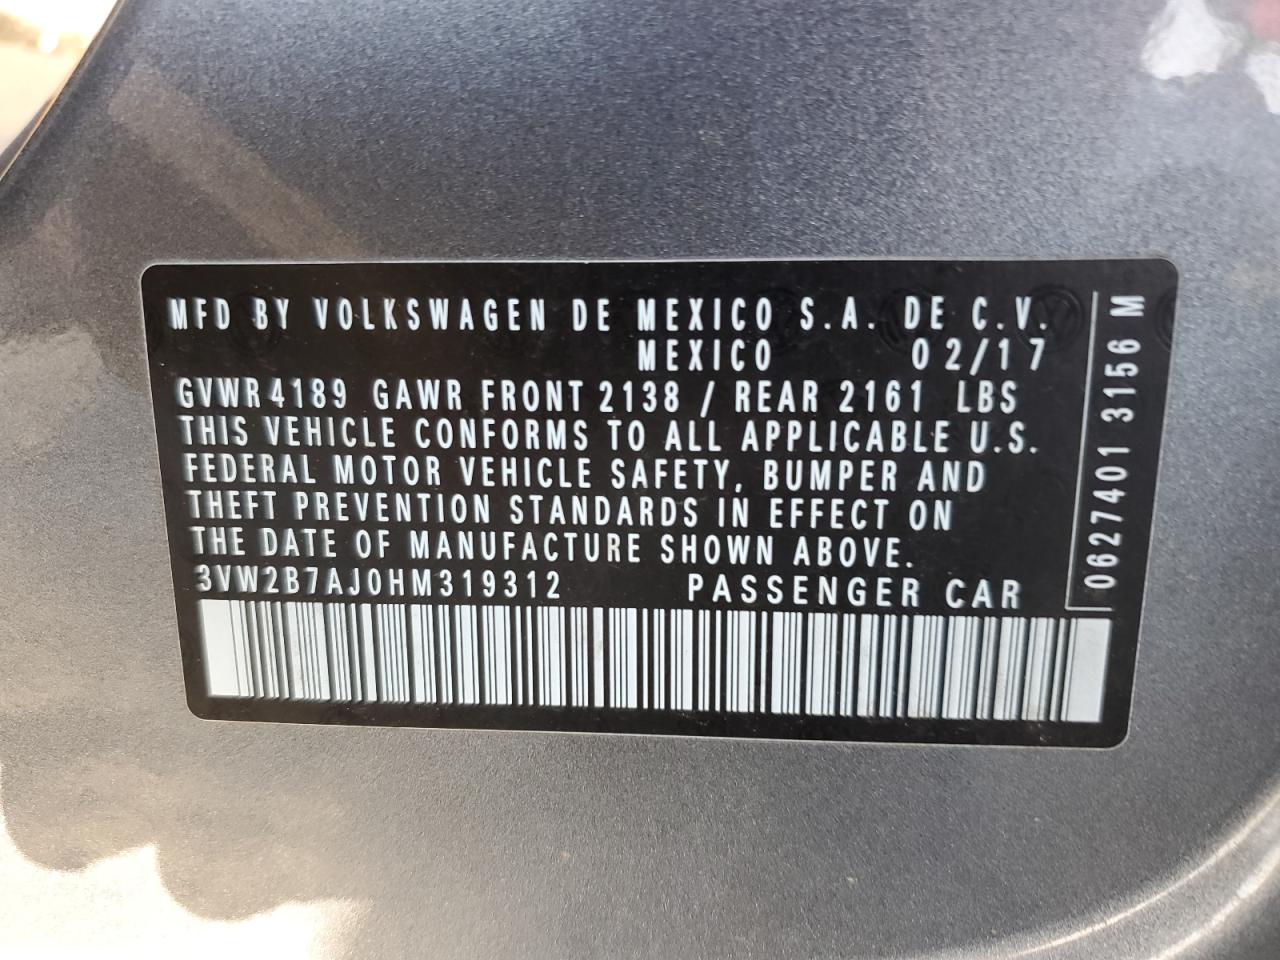 MFD BY VOLKSWAGEN DE MEXICO S.A. DE C.V.
MEXICO 02/17
GVWR 4189 GAWR FRONT 2138 / REAR 2161 LBS
THIS VEHICLE CONFORMS TO ALL APPLICABLE U.S.
FEDERAL MOTOR VEHICLE SAFETY, BUMPER AND
THEFT PREVENTION STANDARDS IN EFFECT ON
THE DATE OF MANUFACTURE SHOWN ABOVE.
3VW2B7AJ0HM319312 PASSENGER CAR
0627401 3156 M